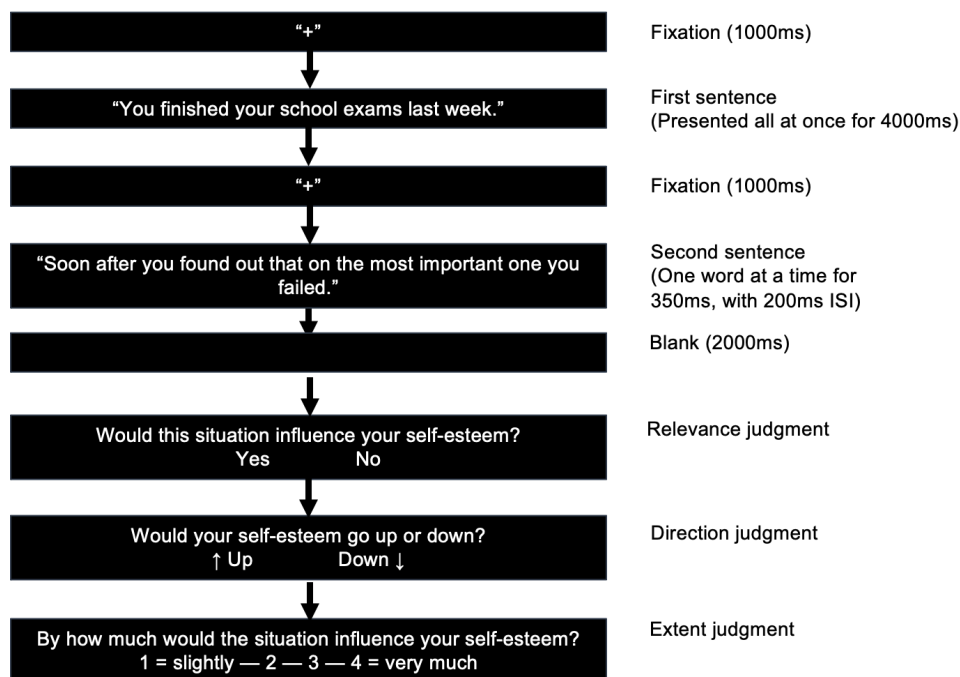 “+”
Fixation (1000ms)
“You finished your school exams last week.”
First sentence
(Presented all at once for 4000ms)
“+”
Fixation (1000ms)
“Soon after you found out that on the most important one you
failed.”
Second sentence
(One word at a time for
350ms, with 200ms ISI)
Blank (2000ms)
Would this situation influence your self-esteem?
Yes No
Relevance judgment
Would your self-esteem go up or down?
↑ Up Down ↓
Direction judgment
By how much would the situation influence your self-esteem?
1 = slightly — 2 — 3 — 4 = very much
Extent judgment